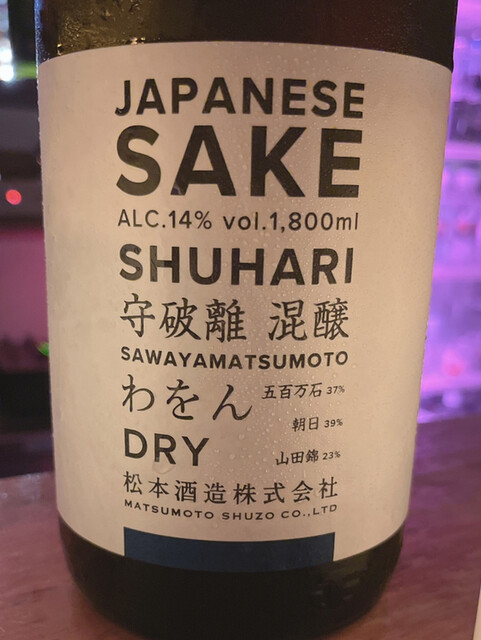 JAPANESE
SAKE
ALC.14% vol.1,800ml
SHUHARI
守破離 混醸
SAWAYAMATSUMOTO
わをん
五百万石 37%
朝日 39%
山田錦 23%
DRY
松本酒造株式会社
MATSUMOTO SHUZO CO.,LTD